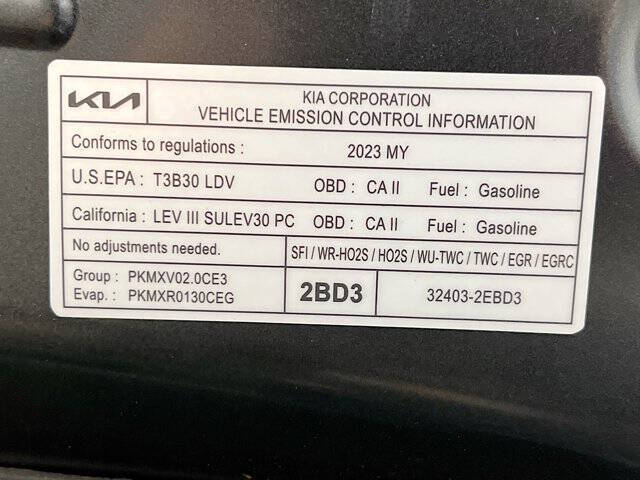 KIA
KIA CORPORATION
VEHICLE EMISSION CONTROL INFORMATION
Conforms to regulations : 2023 MY
U.S.EPA : T3B30 LDV OBD : CA II Fuel : Gasoline
California : LEV III SULEV30 PC OBD : CA II Fuel : Gasoline
No adjustments needed. SFI / WR-HO2S / HO2S / WU-TWC / TWC / EGR / EGRC
Group : PKMXV02.0CE3
Evap. : PKMXR0130CEG
2BD3
32403-2EBD3